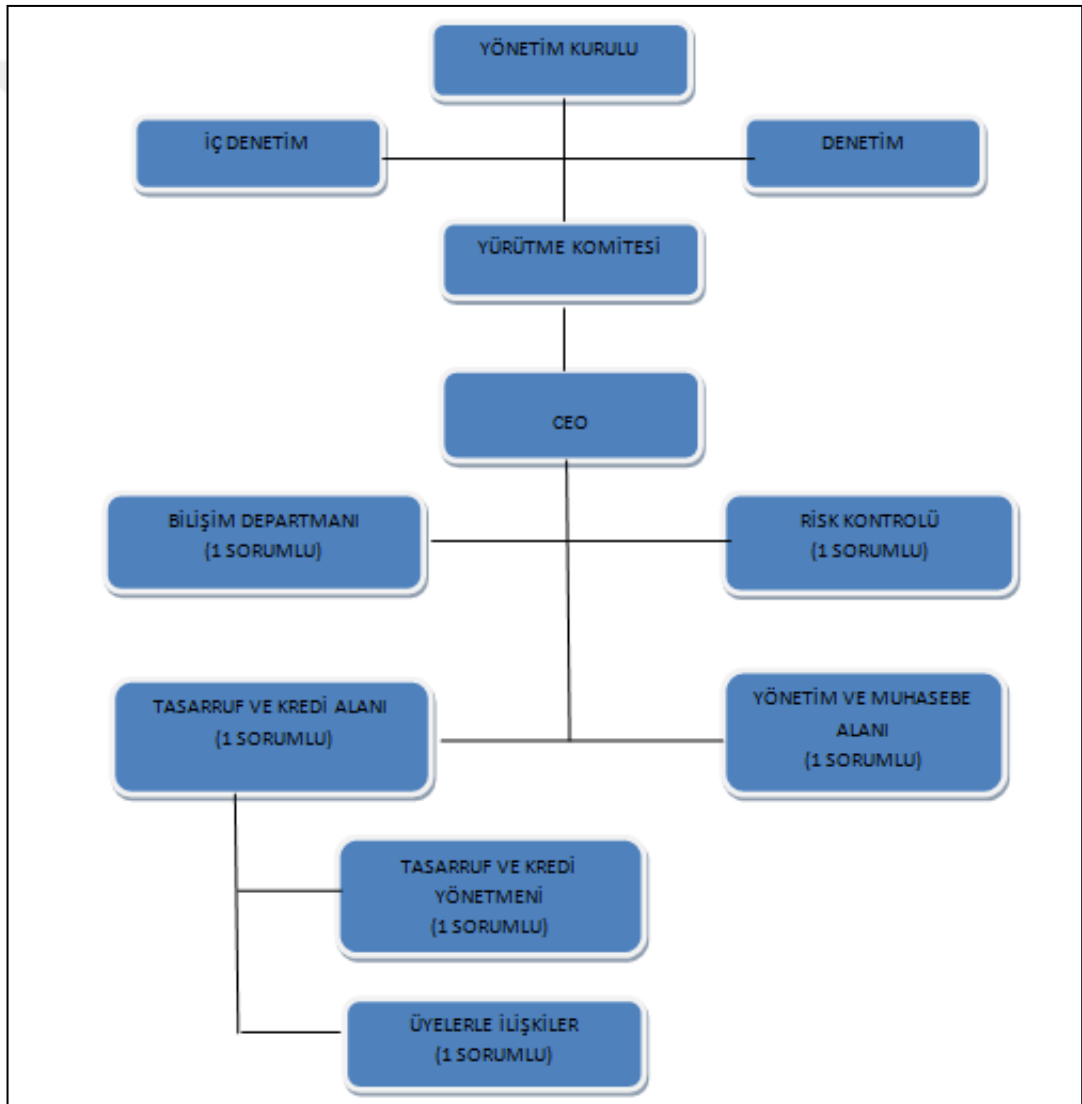 YÖNETİM KURULU
İÇ DENETİM
DENETİM
YÜRÜTME KOMİTESİ
CEO
BİLİŞİM DEPARTMANI
(1 SORUMLU)
RİSK KONTROLÜ
(1 SORUMLU)
TASARRUF VE KREDİ ALANI
(1 SORUMLU)
YÖNETİM VE MUHASEBE
ALANI
(1 SORUMLU)
TASARRUF VE KREDİ
YÖNETMENİ
(1 SORUMLU)
ÜYELERLE İLİŞKİLER
(1 SORUMLU)